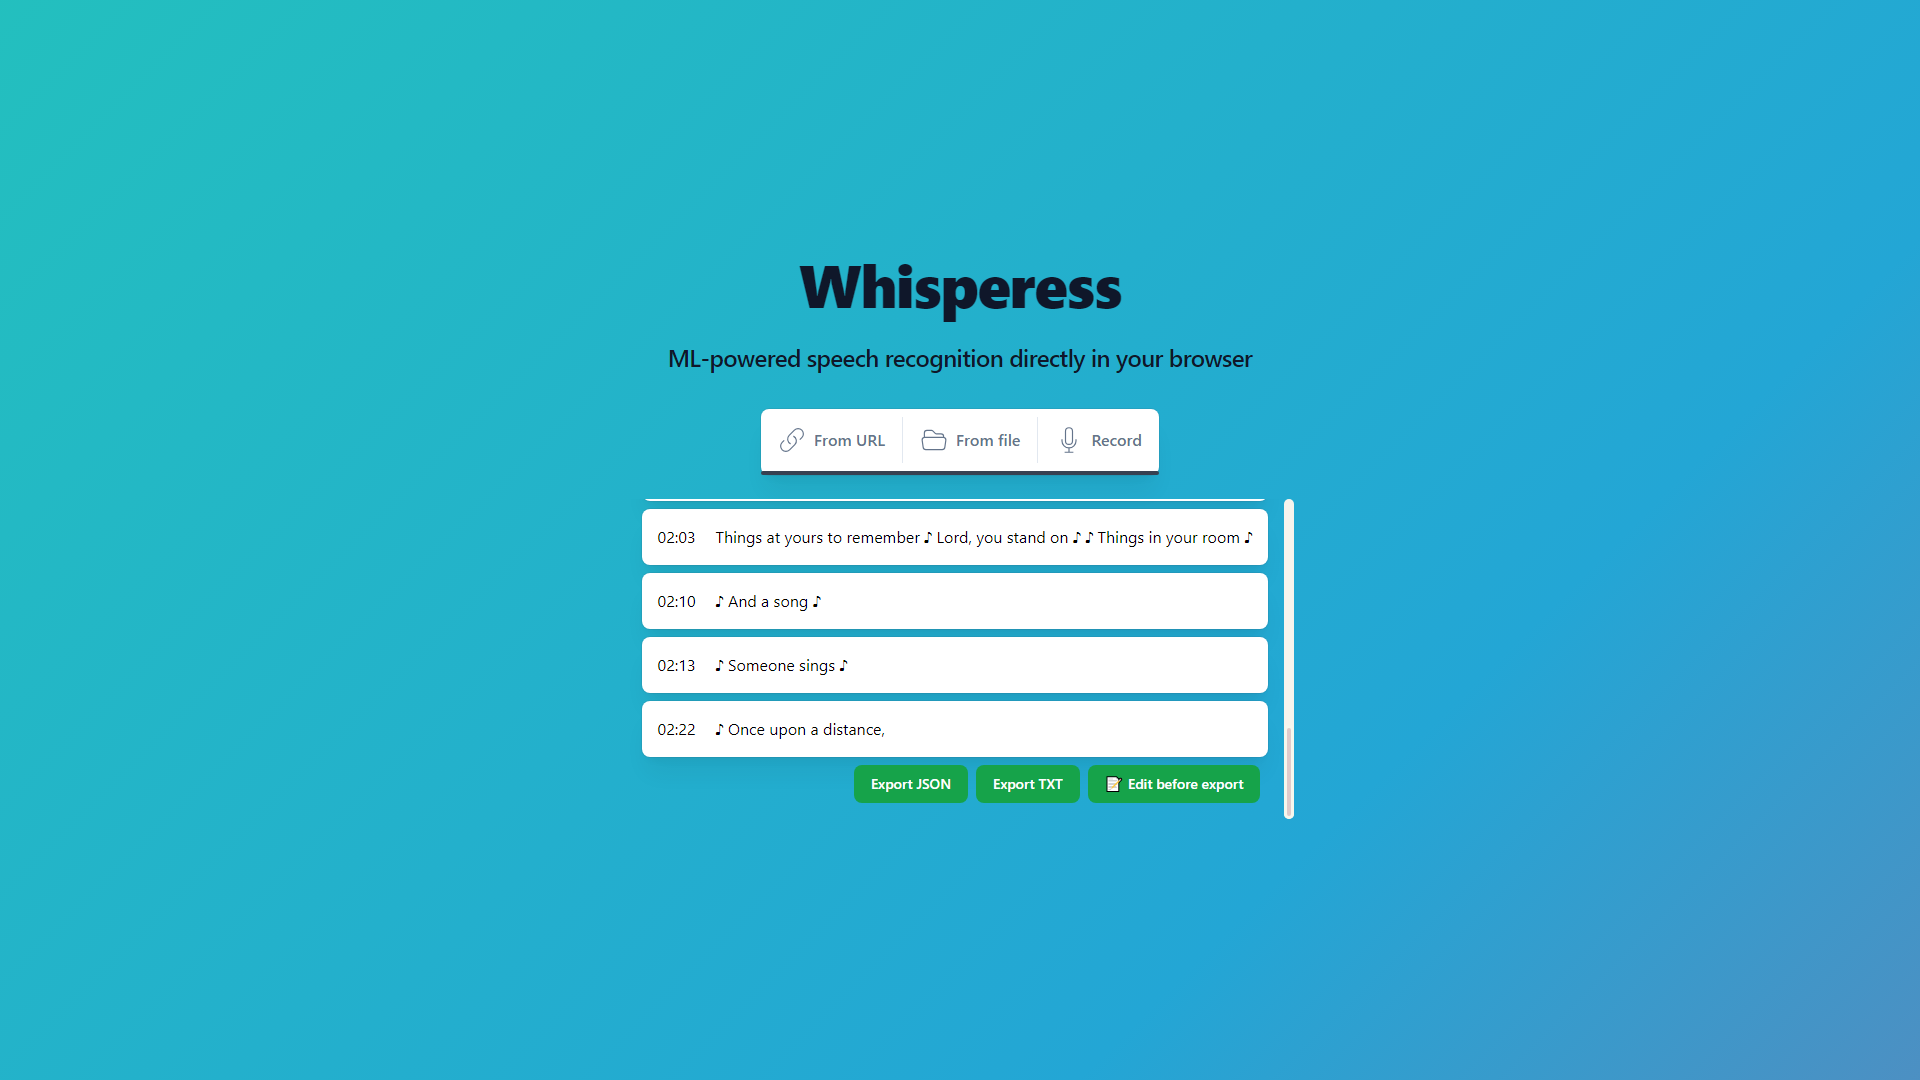 Whisperess
ML-powered speech recognition directly in your browser
From URL From file Record
02:03 Things at yours to remember ♪ Lord, you stand on ♪ ♪ Things in your room ♪
02:10 ♪ And a song ♪
02:13 ♪ Someone sings ♪
02:22 ♪ Once upon a distance,
Export JSON Export TXT 📝 Edit before export